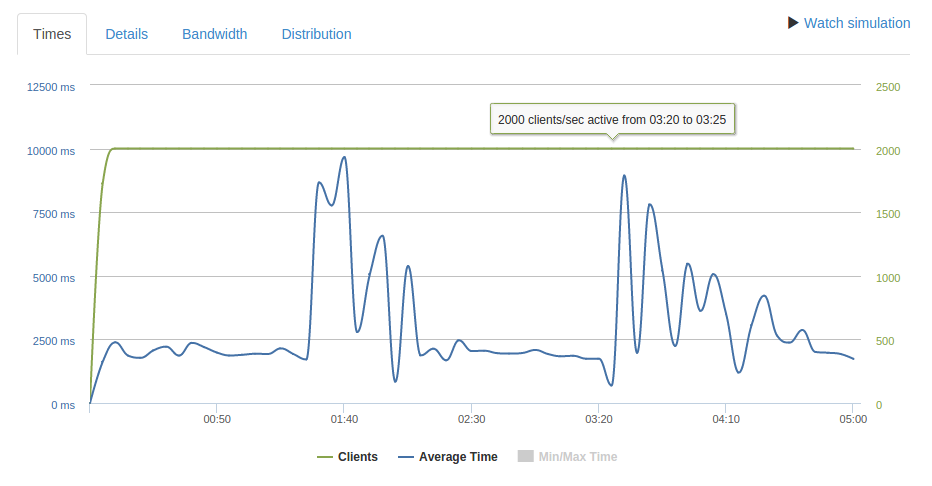 Times Details Bandwidth Distribution ▶ Watch simulation
12500 ms 2500
2000 clients/sec active from 03:20 to 03:25
10000 ms 2000
7500 ms 1500
5000 ms 1000
2500 ms 500
0 ms 0
00:50 01:40 02:30 03:20 04:10 05:00
Clients Average Time Min/Max Time